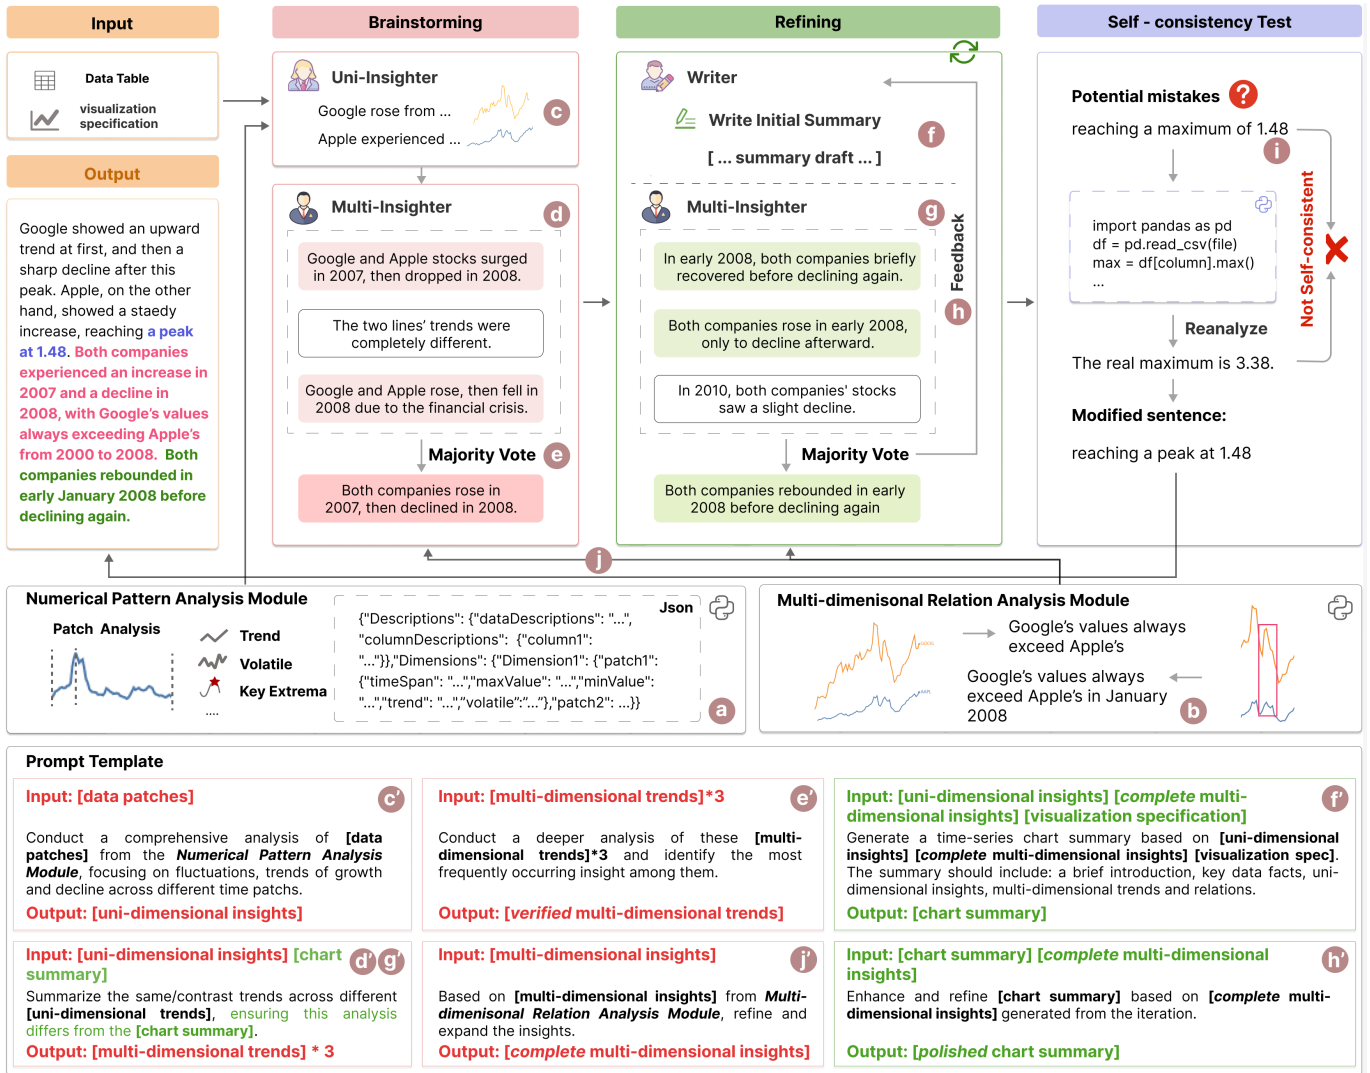 Input
Data Table
visualization
specification
Output
Google showed an upward
trend at first, and then a
sharp decline after this
peak. Apple, on the other
hand, showed a staedy
increase, reaching a peak
at 1.48. Both companies
experienced an increase in
2007 and a decline in
2008, with Google's values
always exceeding Apple's
from 2000 to 2008. Both
companies rebounded in
early January 2008 before
declining again.
Brainstorming
Uni-Insighter
Google rose from ...
Apple experienced ...
c
Multi-Insighter
d
Google and Apple stocks surged
in 2007, then dropped in 2008.
The two lines' trends were
completely different.
Google and Apple rose, then fell in
2008 due to the financial crisis.
Majority Vote
e
Both companies rose in
2007, then declined in 2008.
Refining
Writer
Write Initial Summary
f
[ ... summary draft ... ]
Multi-Insighter
g
In early 2008, both companies briefly
recovered before declining again.
Both companies rose in early 2008,
only to decline afterward.
In 2010, both companies' stocks
saw a slight decline.
Feedback
h
Majority Vote
Both companies rebounded in early
2008 before declining again
Self - consistency Test
Potential mistakes ?
reaching a maximum of 1.48
i
import pandas as pd
df = pd.read_csv(file)
max = df[column].max()
...
Not Self-consistent
Reanalyze
The real maximum is 3.38.
Modified sentence:
reaching a peak at 1.48
j
Numerical Pattern Analysis Module
Patch Analysis
Trend
Volatile
Key Extrema
....
Json
{"Descriptions": {"dataDescriptions": "...",
"columnDescriptions": {"column1":
"..."}},"Dimensions": {"Dimension1": {"patch1":
{"timeSpan": "...","maxValue": "...","minValue":
"...","trend": "...","volatile":"..."},"patch2": ...}}
a
Multi-dimenisonal Relation Analysis Module
Google's values always
exceed Apple's
Google's values always
exceed Apple's in January
2008
b
Prompt Template
Input: [data patches]
c'
Conduct a comprehensive analysis of [data
patches] from the Numerical Pattern Analysis
Module, focusing on fluctuations, trends of growth
and decline across different time patchs.
Output: [uni-dimensional insights]
Input: [multi-dimensional trends]*3
e'
Conduct a deeper analysis of these [multi-
dimensional trends]*3 and identify the most
frequently occurring insight among them.
Output: [verified multi-dimensional trends]
Input: [uni-dimensional insights] [complete multi-
dimensional insights] [visualization specification]
f'
Generate a time-series chart summary based on [uni-dimensional
insights] [complete multi-dimensional insights] [visualization spec].
The summary should include: a brief introduction, key data facts, uni-
dimensional insights, multi-dimensional trends and relations.
Output: [chart summary]
Input: [uni-dimensional insights] [chart
summary]
d' g'
Summarize the same/contrast trends across different
[uni-dimensional trends], ensuring this analysis
differs from the [chart summary].
Output: [multi-dimensional trends] * 3
Input: [multi-dimensional insights]
j'
Based on [multi-dimensional insights] from Multi-
dimenisonal Relation Analysis Module, refine and
expand the insights.
Output: [complete multi-dimensional insights]
Input: [chart summary] [complete multi-dimensional
insights]
h'
Enhance and refine [chart summary] based on [complete multi-
dimensional insights] generated from the iteration.
Output: [polished chart summary]